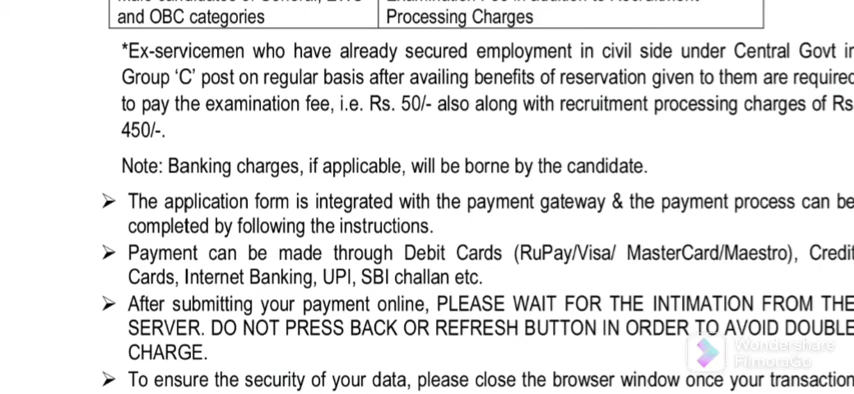 and OBC categories
Processing Charges
*Ex-servicemen who have already secured employment in civil side under Central Govt in
Group ‘C’ post on regular basis after availing benefits of reservation given to them are required
to pay the examination fee, i.e. Rs. 50/- also along with recruitment processing charges of Rs
450/-.
Note: Banking charges, if applicable, will be borne by the candidate.
➢ The application form is integrated with the payment gateway & the payment process can be
completed by following the instructions.
➢ Payment can be made through Debit Cards (RuPay/Visa/ MasterCard/Maestro), Credit
Cards, Internet Banking, UPI, SBI challan etc.
➢ After submitting your payment online, PLEASE WAIT FOR THE INTIMATION FROM THE
SERVER. DO NOT PRESS BACK OR REFRESH BUTTON IN ORDER TO AVOID DOUBLE
CHARGE.
Wondershare
FilmoraGo
➢ To ensure the security of your data, please close the browser window once your transaction